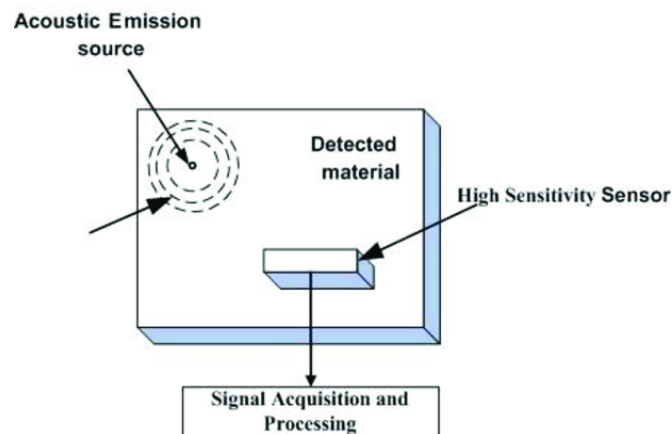 Acoustic Emission
source
Detected
material
High Sensitivity Sensor
Signal Acquisition and
Processing